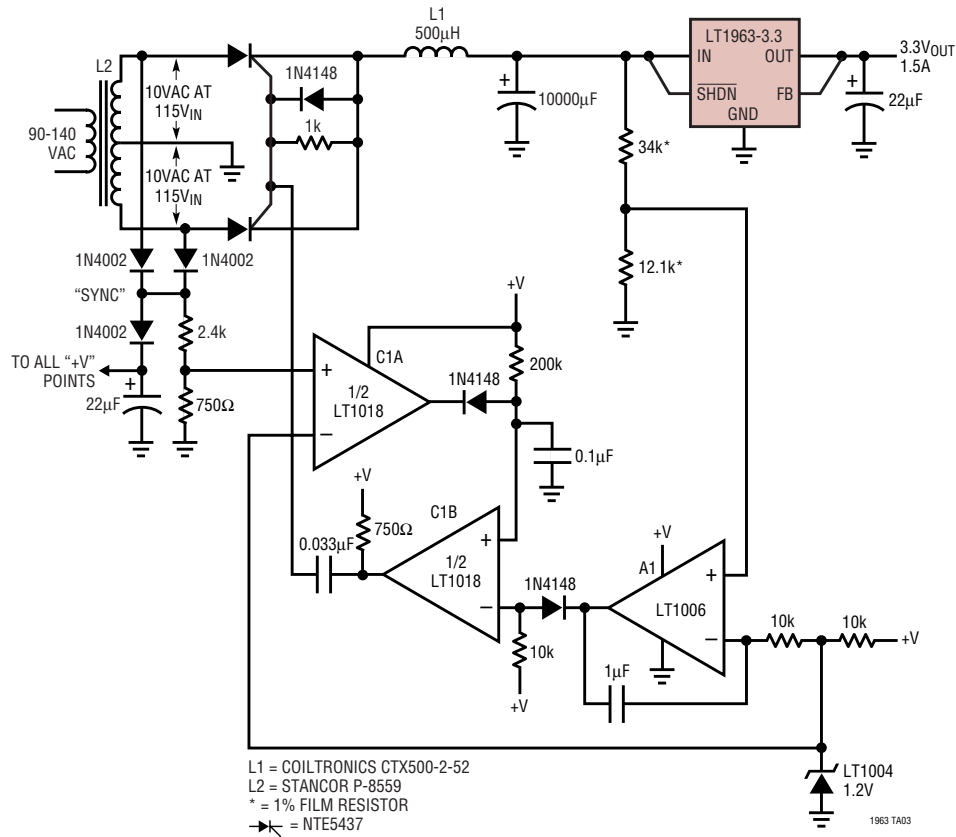 L1
500µH
LT1963-3.3
IN
OUT
SHDN
FB
GND
3.3VOUT
1.5A
L2
10VAC AT
115VIN
1N4148
1k
+
10000µF
+
22µF
90-140
VAC
10VAC AT
115VIN
34k*
12.1k*
1N4002
1N4002
"SYNC"
1N4002
2.4k
TO ALL "+V"
POINTS
+
22µF
750Ω
+V
C1A
+
1/2
LT1018
–
1N4148
200k
0.1µF
+V
750Ω
0.033µF
C1B
+
1/2
LT1018
–
1N4148
10k
+V
+V
A1
+
LT1006
–
10k
10k
+V
1µF
LT1004
1.2V
L1 = COILTRONICS CTX500-2-52
L2 = STANCOR P-8559
* = 1% FILM RESISTOR
= NTE5437
1963 TA03